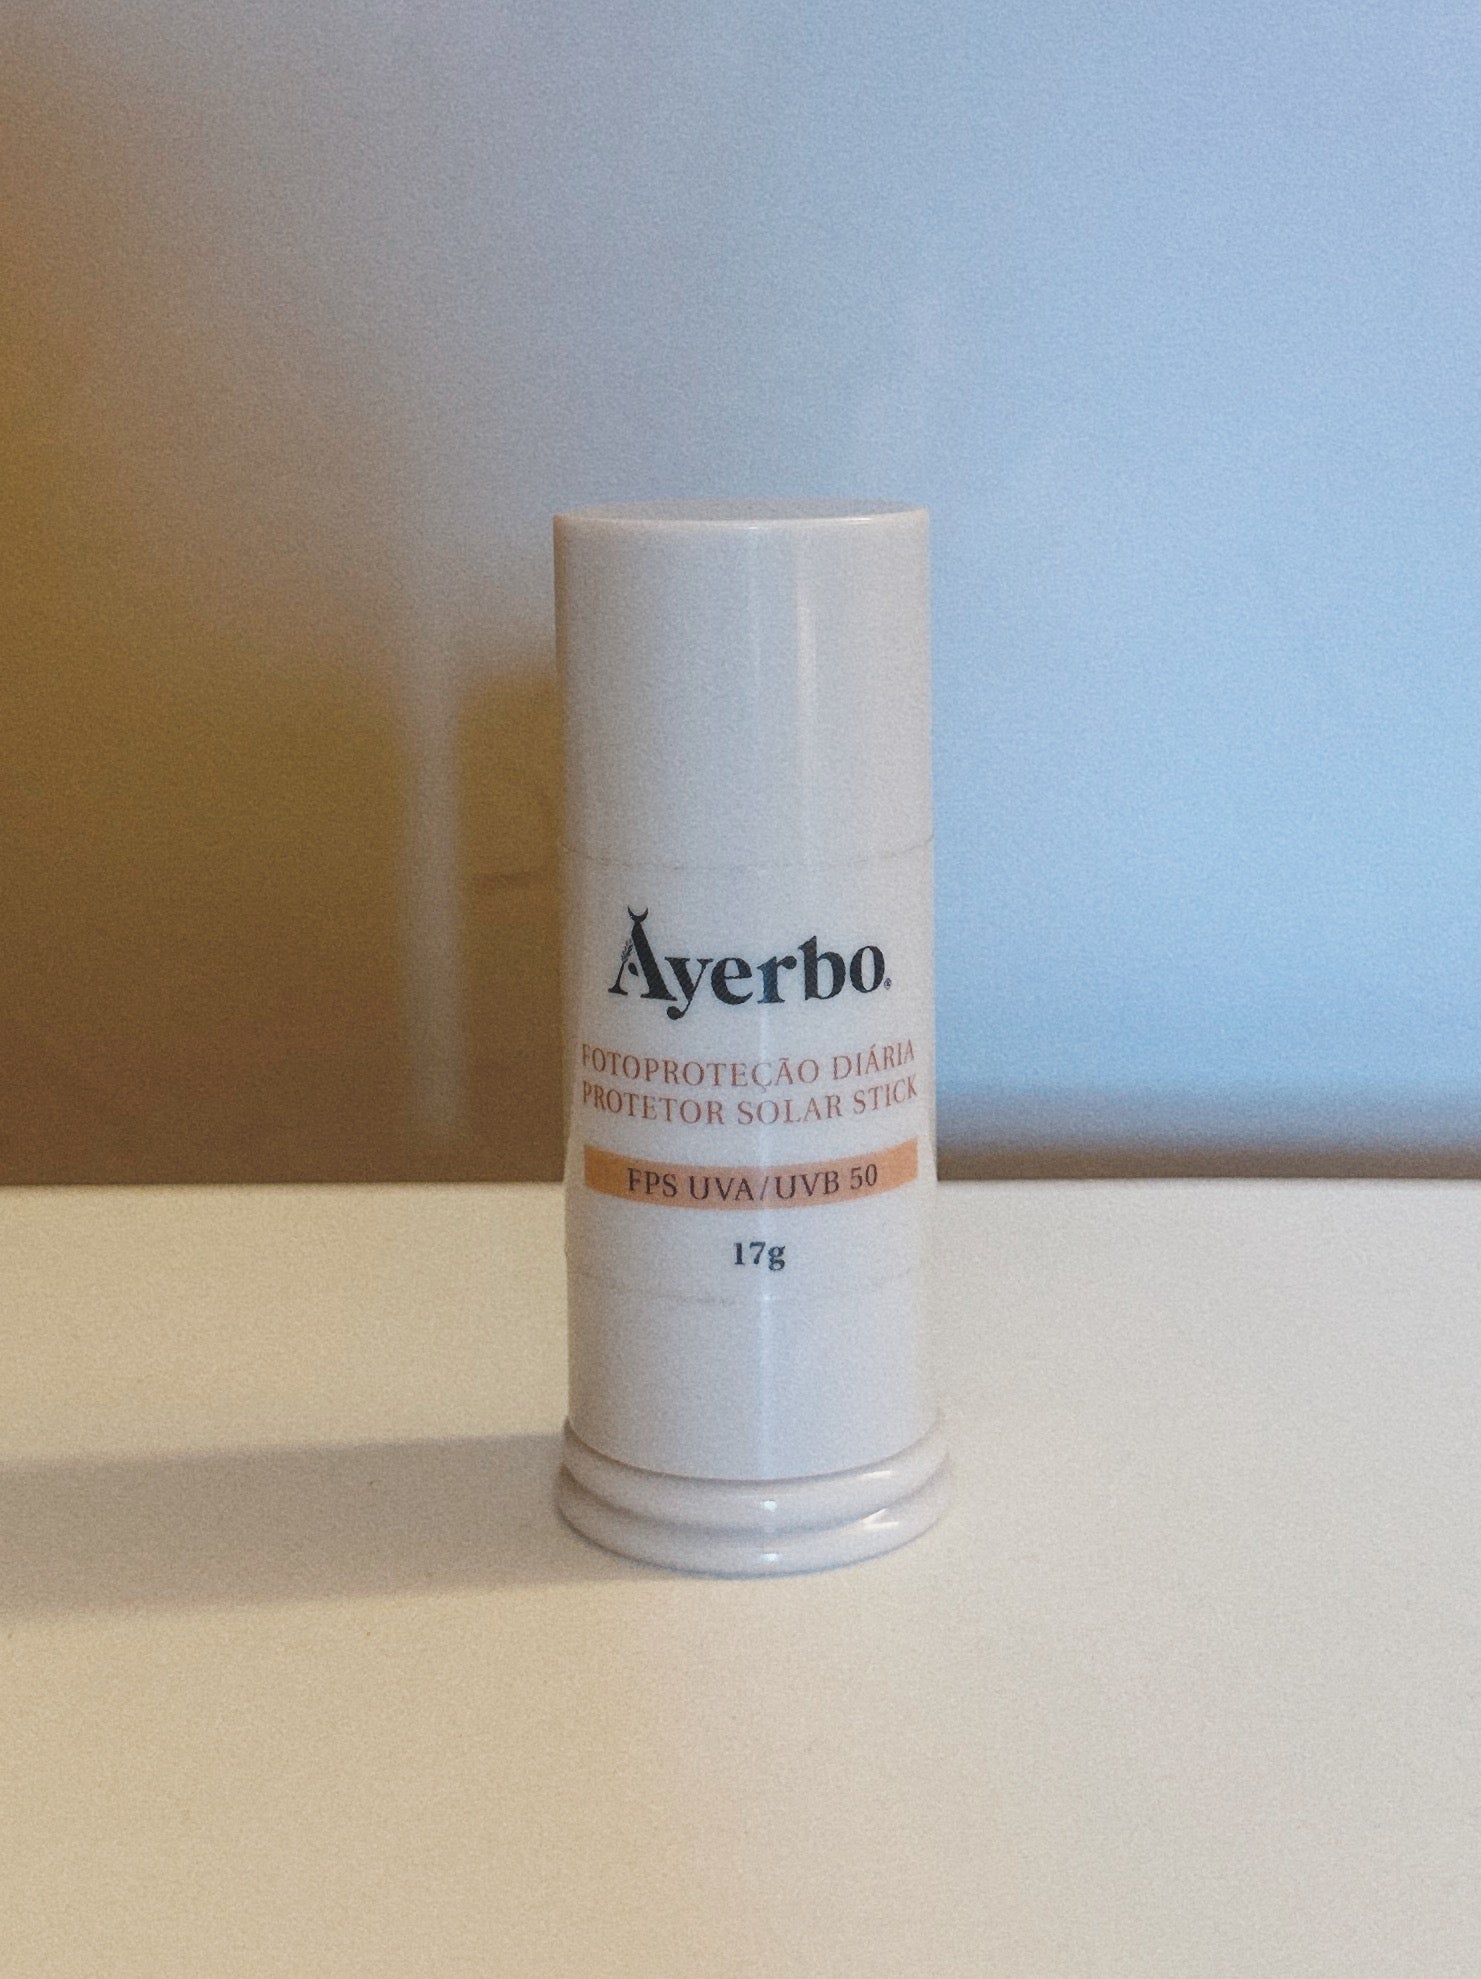 Ayerbo®
FOTOPROTEÇÃO DIÁRIA
PROTETOR SOLAR STICK
FPS UVA/UVB 50
17g